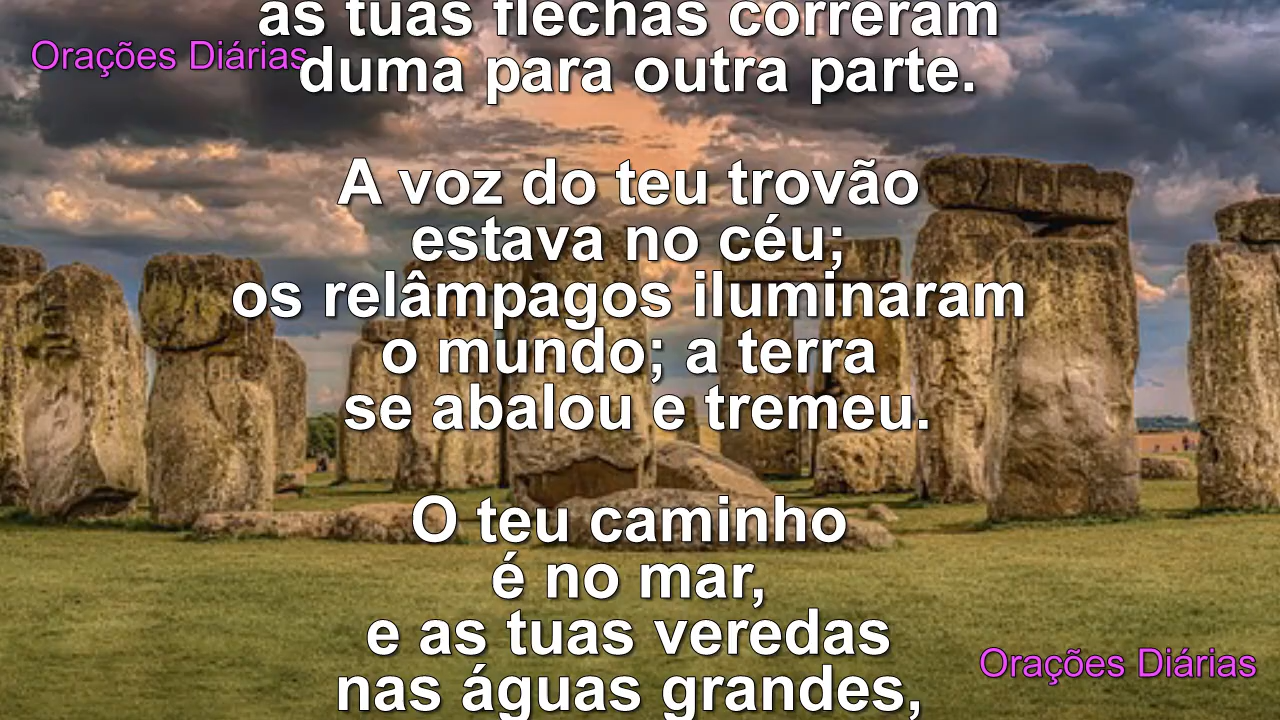 as tuas flechas correram
Orações Diárias
duma para outra parte.
A voz do teu trovão
estava no céu;
os relâmpagos iluminaram
o mundo; a terra
se abalou e tremeu.
O teu caminho
é no mar,
e as tuas veredas
nas águas grandes,
Orações Diárias